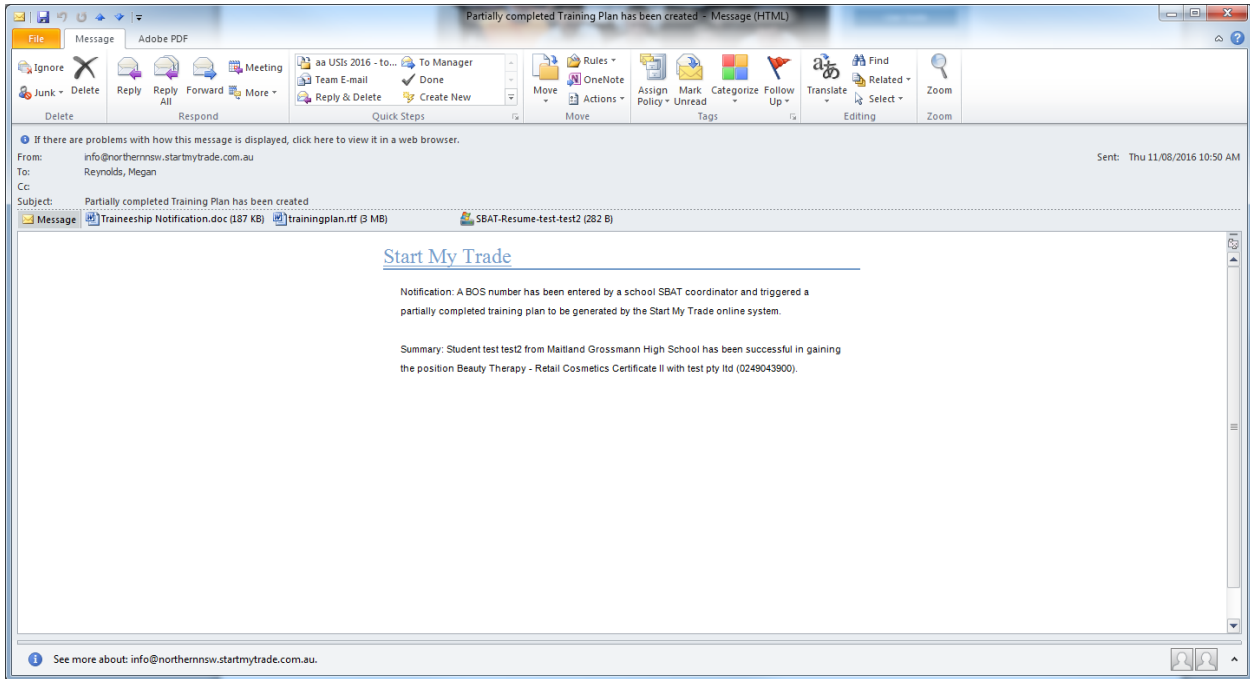 Partially completed Training Plan has been created - Message (HTML)
File Message Adobe PDF
Ignore
Junk
Delete
Delete
Reply
Reply All
Forward
Meeting
More
Respond
aa USIs 2016 - to... To Manager
Team E-mail Done
Reply & Delete Create New
Quick Steps
Move
Rules
OneNote
Actions
Move
Assign Policy
Mark Unread
Categorize
Follow Up
Tags
Translate
Find
Related
Select
Editing
Zoom
Zoom
If there are problems with how this message is displayed, click here to view it in a web browser.
From: info@northernnsw.startmytrade.com.au Sent: Thu 11/08/2016 10:50 AM
To: Reynolds, Megan
Cc:
Subject: Partially completed Training Plan has been created
Message Traineeship Notification.doc (187 KB) trainingplan.rtf (3 MB) SBAT-Resume-test-test2 (282 B)
Start My Trade
Notification: A BOS number has been entered by a school SBAT coordinator and triggered a
partially completed training plan to be generated by the Start My Trade online system.
Summary: Student test test2 from Maitland Grossmann High School has been successful in gaining
the position Beauty Therapy - Retail Cosmetics Certificate II with test pty ltd (0249043900).
See more about: info@northernnsw.startmytrade.com.au.